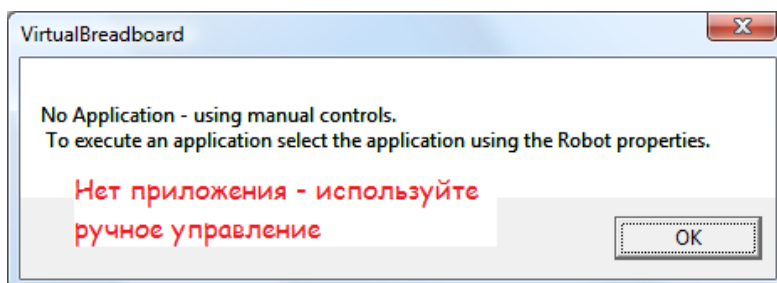 VirtualBreadboard
No Application - using manual controls.
To execute an application select the application using the Robot properties.
Нет приложения - используйте
ручное управление
OK